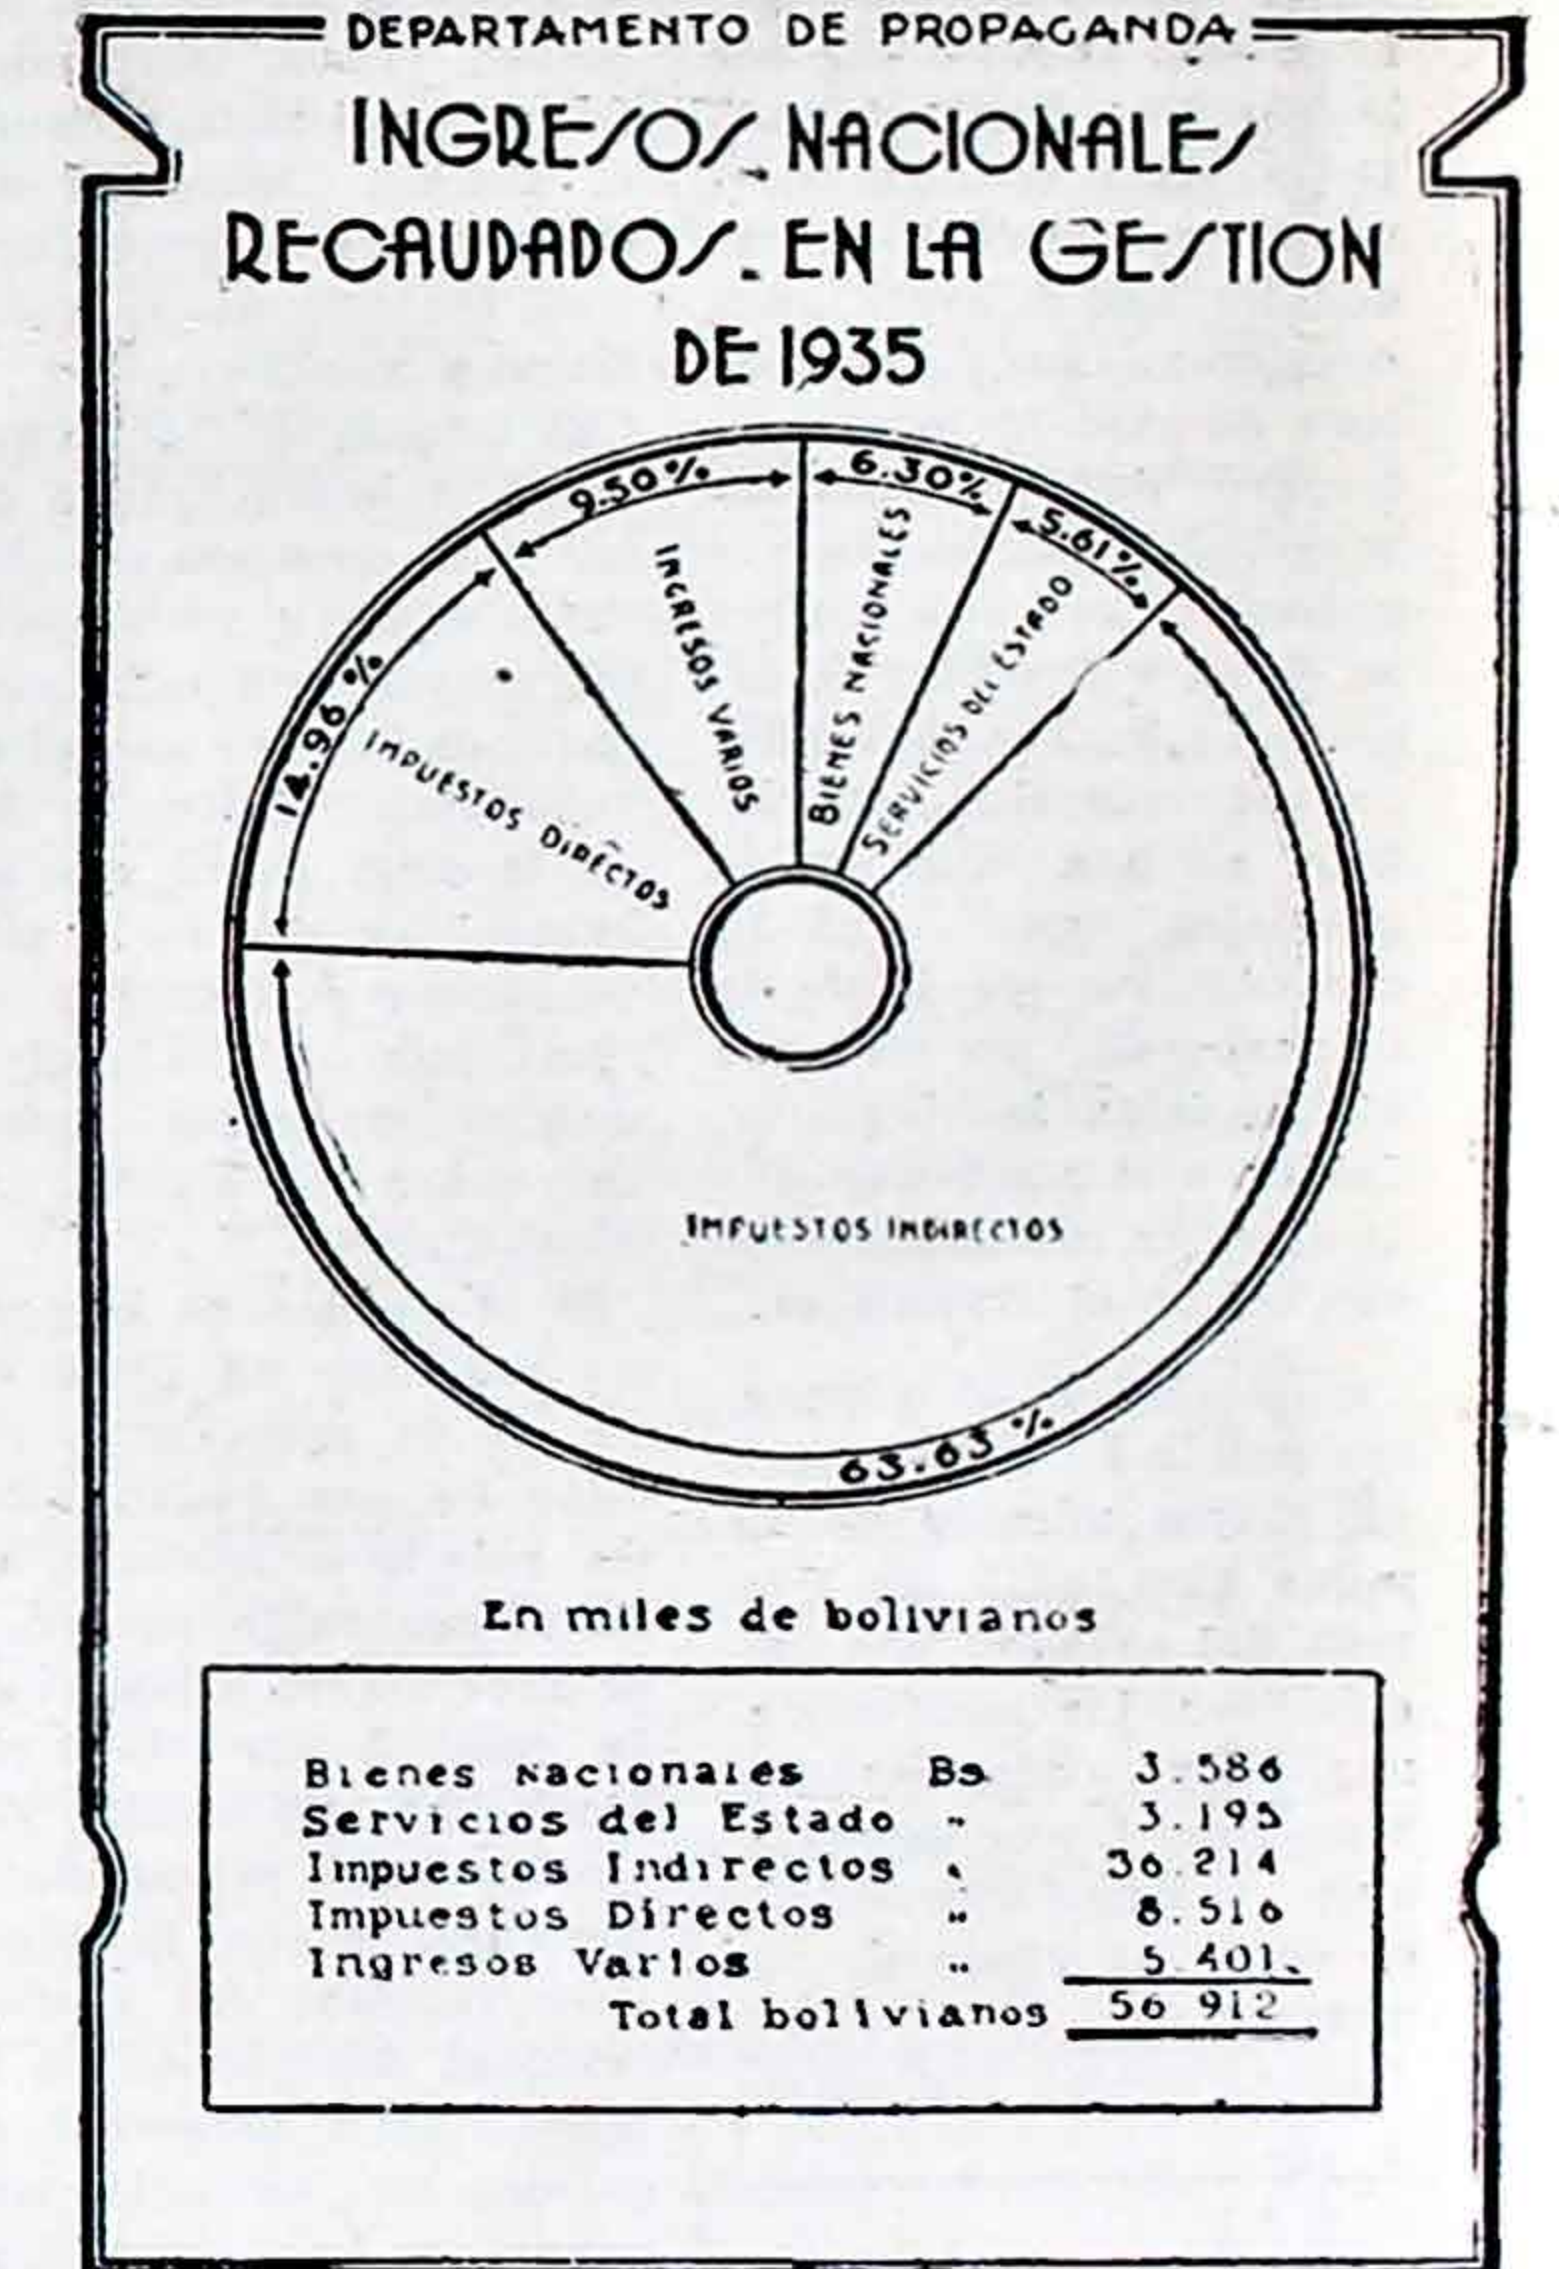 DEPARTAMENTO DE PROPAGANDA
INGRESOS NACIONALES
RECAUDADOS EN LA GESTION
DE 1935
9.50%
6.30%
5.61%
14.96%
INGRESOS VARIOS
BIENES NACIONALES
SERVICIOS DEL ESTADO
IMPUESTOS DIRECTOS
IMPUESTOS INDIRECTOS
63.63%
En miles de bolivianos
Bienes Nacionales Bs. 3.586
Servicios del Estado " 3.195
Impuestos Indirectos " 36.214
Impuestos Directos " 8.516
Ingresos Varios " 5.401.
Total bolivianos 56 912